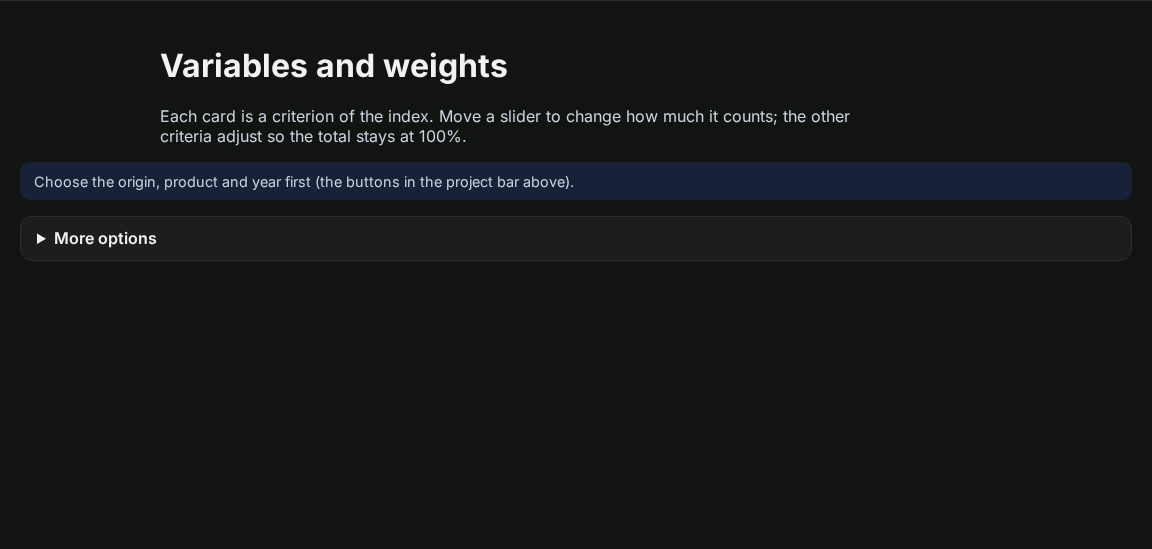 Variables and weights
Each card is a criterion of the index. Move a slider to change how much it counts; the other
criteria adjust so the total stays at 100%.
Choose the origin, product and year first (the buttons in the project bar above).
More options